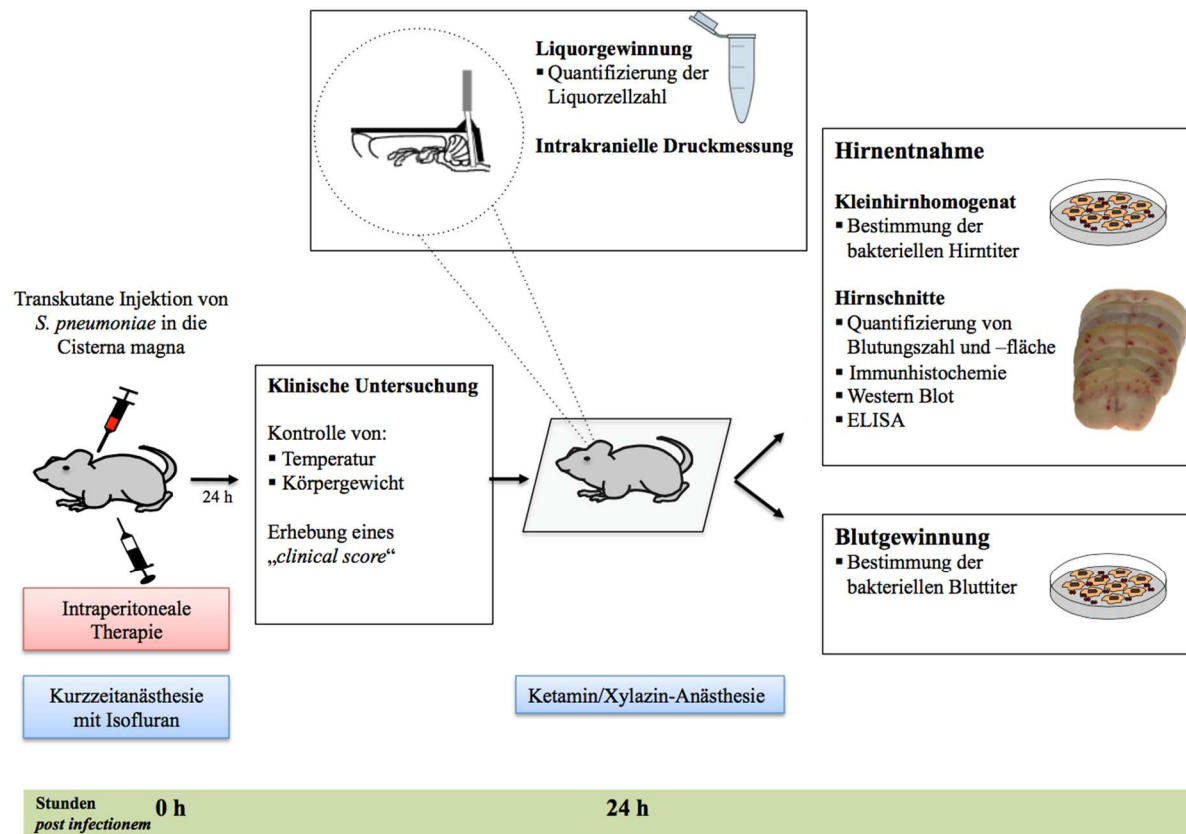 Liquorgewinnung
▪ Quantifizierung der
Liquorzellzahl
Intrakranielle Druckmessung
Transkutane Injektion von
S. pneumoniae in die
Cisterna magna
24 h
Intraperitoneale
Therapie
Kurzzeitanästhesie
mit Isofluran
Klinische Untersuchung
Kontrolle von:
▪ Temperatur
▪ Körpergewicht
Erhebung eines
„clinical score“
Ketamin/Xylazin-Anästhesie
Hirnentnahme
Kleinhirnhomogenat
▪ Bestimmung der
bakteriellen Hirntiter
Hirnschnitte
▪ Quantifizierung von
Blutungszahl und –fläche
▪ Immunhistochemie
▪ Western Blot
▪ ELISA
Blutgewinnung
▪ Bestimmung der
bakteriellen Bluttiter
Stunden
post infectionem
0 h
24 h